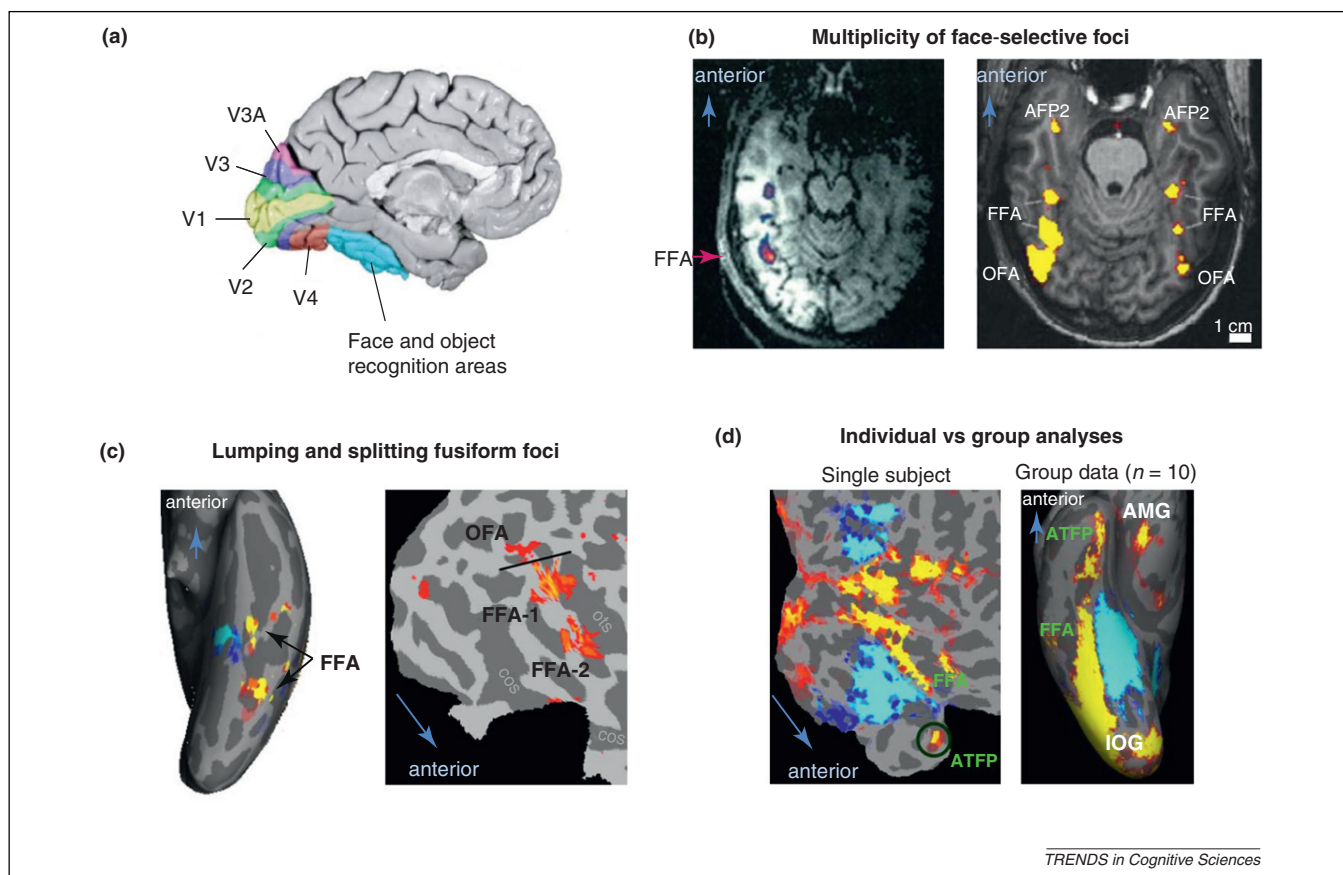 (a)
V3A
V3
V1
V2
V4
Face and object
recognition areas
(b)
Multiplicity of face-selective foci
anterior
FFA
anterior
AFP2
AFP2
FFA
FFA
OFA
OFA
1 cm
(c)
Lumping and splitting fusiform foci
anterior
FFA
OFA
FFA-1
FFA-2
ots
cos
cos
anterior
(d)
Individual vs group analyses
Single subject
FFA
ATFP
anterior
Group data (n = 10)
anterior
AMG
ATFP
FFA
IOG
TRENDS in Cognitive Sciences